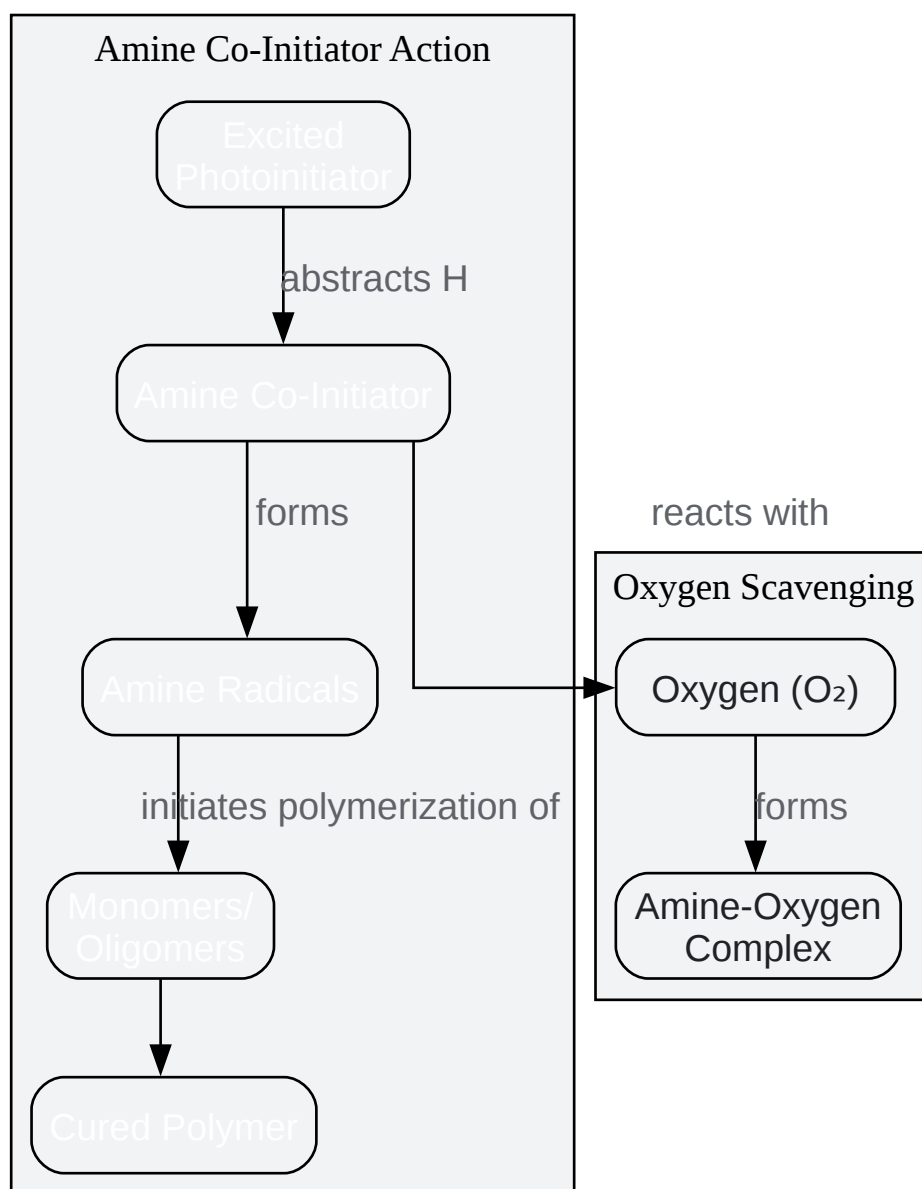 Amine Co-Initiator Action
Excited
Photoinitiator
abstracts H
Amine Co-Initiator
forms
reacts with
Oxygen Scavenging
Amine Radicals
Oxygen (O₂)
initiates polymerization of
forms
Monomers/
Oligomers
Amine-Oxygen
Complex
Cured Polymer